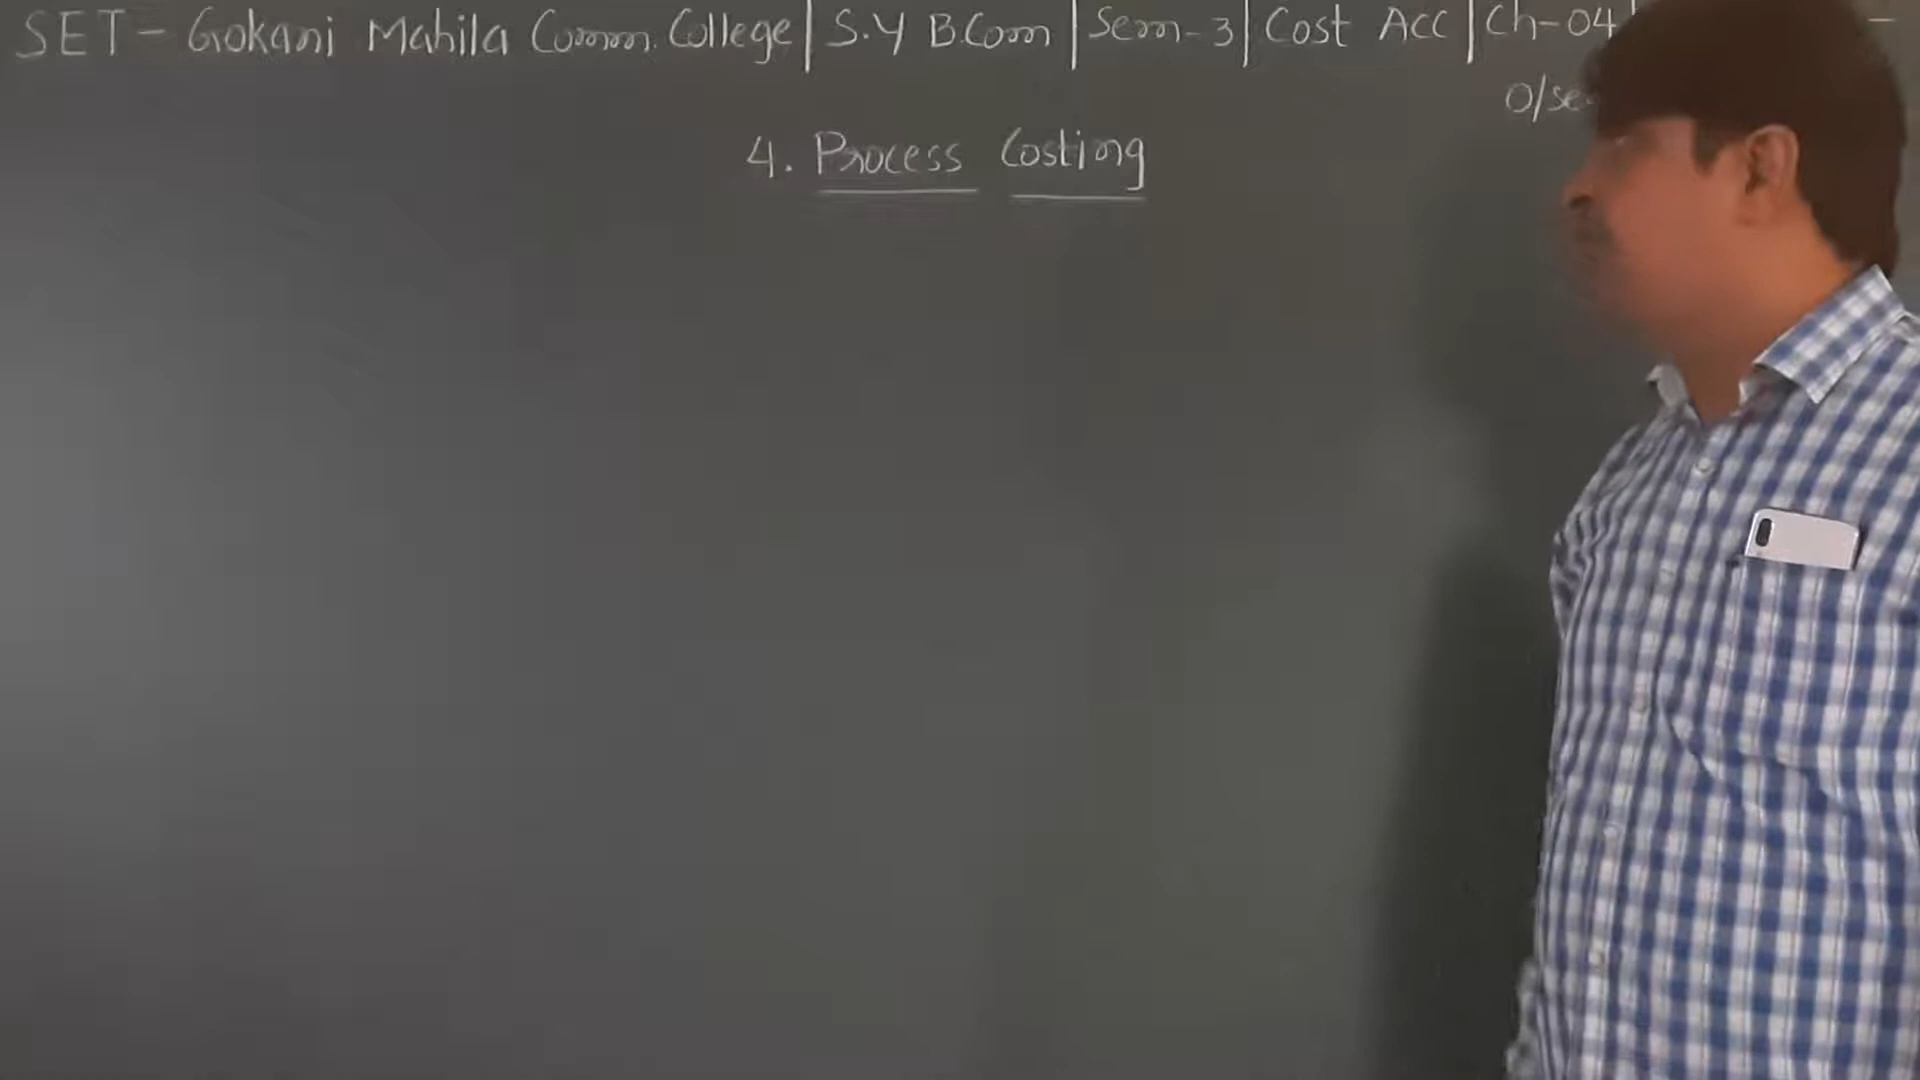 SET - Gokani Mahila Comm. College | S.Y B.Com | Sem-3 | Cost Acc | Ch-04 |
4. Process Costing